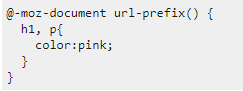 @-moz-document url-prefix() {
  h1, p{
    color:pink;
  }
}